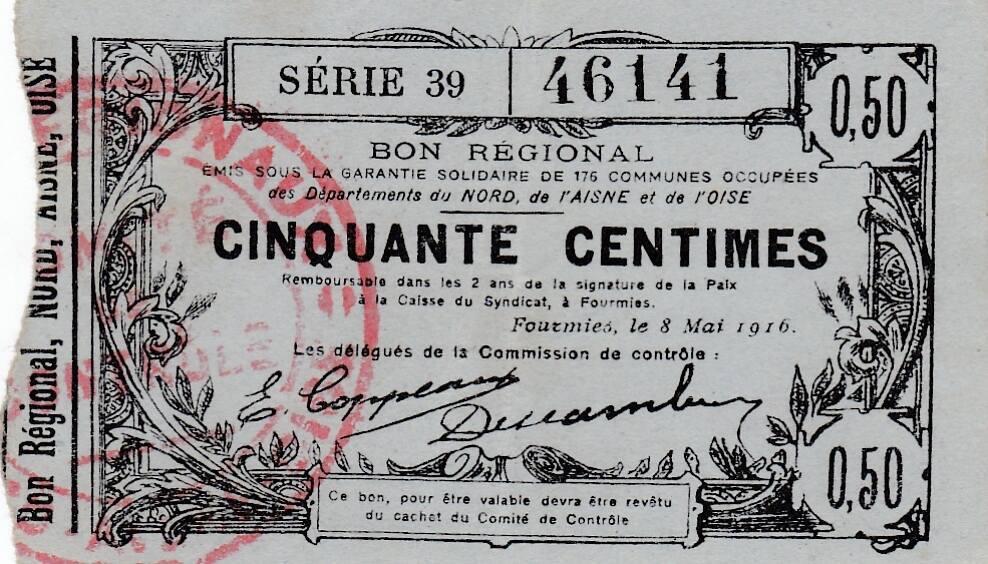 SÉRIE 39
46141
0,50
BON RÉGIONAL
ÉMIS SOUS LA GARANTIE SOLIDAIRE DE 176 COMMUNES OCCUPÉES
des Départements du NORD, de l'AISNE et de l'OISE
CINQUANTE CENTIMES
Remboursable dans les 2 ans de la signature de la Paix
à la Caisse du Syndicat, à Fourmies.
Fourmies, le 8 Mai 1916.
Les délégués de la Commission de contrôle :
0,50
Ce bon, pour être valable devra être revêtu
du cachet du Comité de Contrôle
Bon Régional, NORD, AISNE, OISE